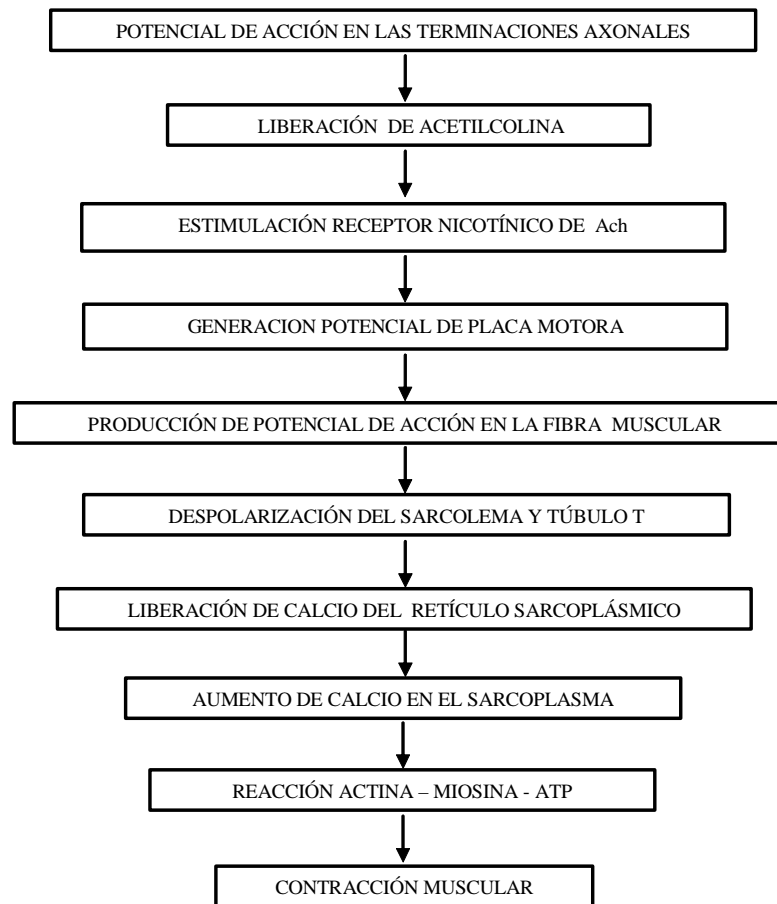 POTENCIAL DE ACCIÓN EN LAS TERMINACIONES AXONALES
LIBERACIÓN DE ACETILCOLINA
ESTIMULACIÓN RECEPTOR NICOTÍNICO DE Ach
GENERACION POTENCIAL DE PLACA MOTORA
PRODUCCIÓN DE POTENCIAL DE ACCIÓN EN LA FIBRA MUSCULAR
DESPOLARIZACIÓN DEL SARCOLEMA Y TÚBULO T
LIBERACIÓN DE CALCIO DEL RETÍCULO SARCOPLÁSMICO
AUMENTO DE CALCIO EN EL SARCOPLASMA
REACCIÓN ACTINA – MIOSINA - ATP
CONTRACCIÓN MUSCULAR